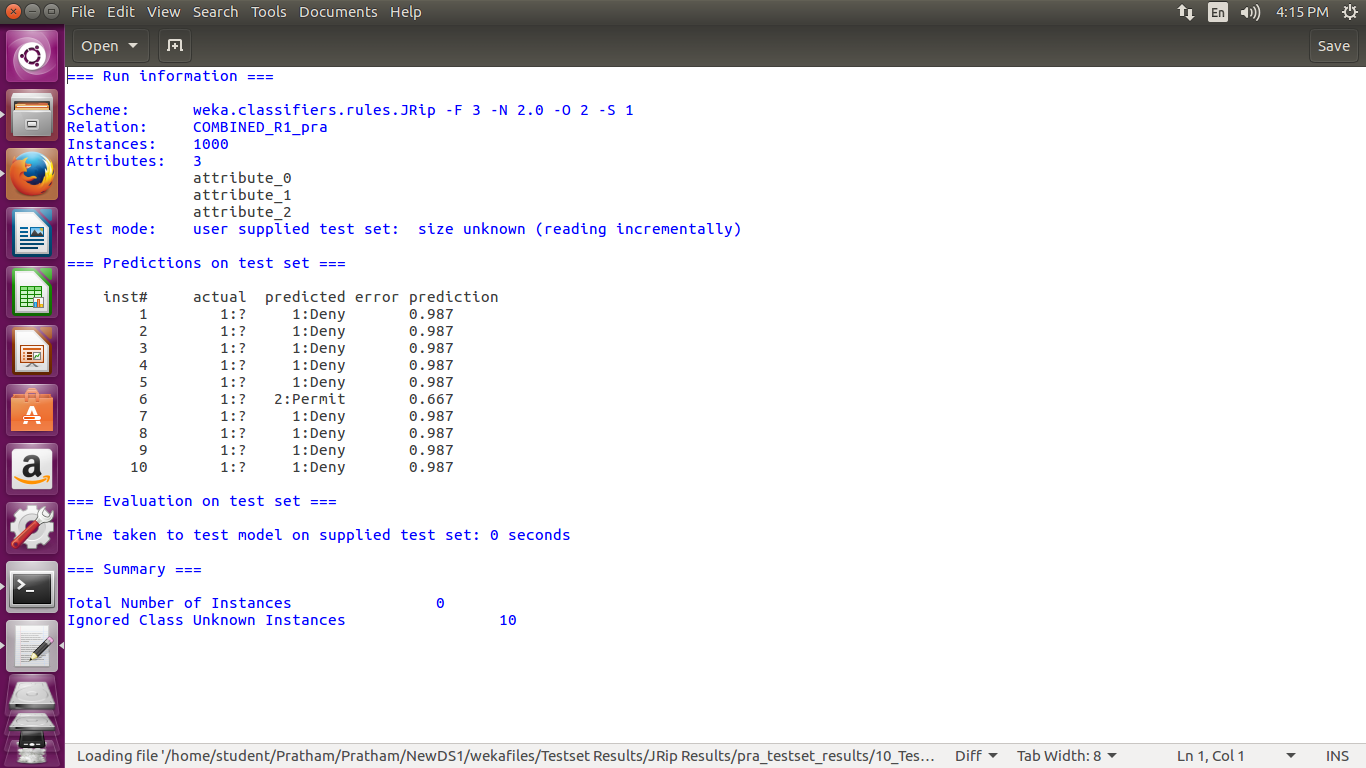 File Edit View Search Tools Documents Help En 4:15 PM
Open Save
=== Run information ===
Scheme: weka.classifiers.rules.JRip -F 3 -N 2.0 -O 2 -S 1
Relation: COMBINED_R1_pra
Instances: 1000
Attributes: 3
attribute_0
attribute_1
attribute_2
Test mode: user supplied test set: size unknown (reading incrementally)
=== Predictions on test set ===
inst# actual predicted error prediction
1 1:? 1:Deny 0.987
2 1:? 1:Deny 0.987
3 1:? 1:Deny 0.987
4 1:? 1:Deny 0.987
5 1:? 1:Deny 0.987
6 1:? 2:Permit 0.667
7 1:? 1:Deny 0.987
8 1:? 1:Deny 0.987
9 1:? 1:Deny 0.987
10 1:? 1:Deny 0.987
=== Evaluation on test set ===
Time taken to test model on supplied test set: 0 seconds
=== Summary ===
Total Number of Instances 0
Ignored Class Unknown Instances 10
Loading file '/home/student/Pratham/Pratham/NewDS1/wekafiles/Testset Results/JRip Results/pra_testset_results/10_Tes... Diff Tab Width: 8 Ln 1, Col 1 INS